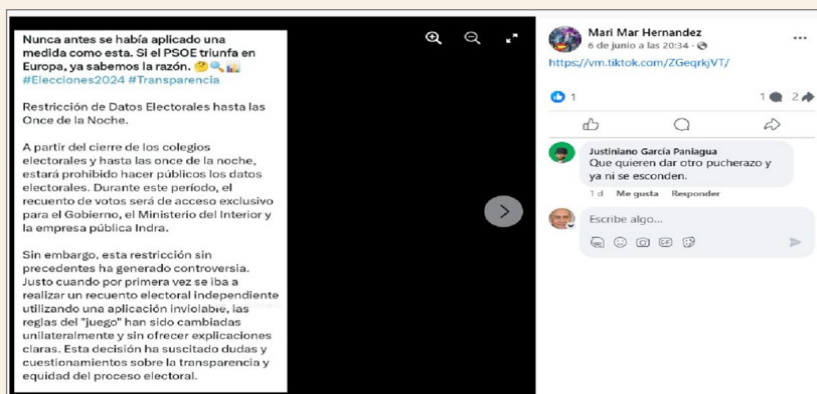 Nunca antes se había aplicado una
medida como esta. Si el PSOE triunfa en
Europa, ya sabemos la razón. 🤔🔍📊
#Elecciones2024 #Transparencia
Restricción de Datos Electorales hasta las
Once de la Noche.
A partir del cierre de los colegios
electorales y hasta las once de la noche,
estará prohibido hacer públicos los datos
electorales. Durante este período, el
recuento de votos será de acceso exclusivo
para el Gobierno, el Ministerio del Interior y
la empresa pública Indra.
Sin embargo, esta restricción sin
precedentes ha generado controversia.
Justo cuando por primera vez se iba a
realizar un recuento electoral independiente
utilizando una aplicación inviolable, las
reglas del "juego" han sido cambiadas
unilateralmente y sin ofrecer explicaciones
claras. Esta decisión ha suscitado dudas y
cuestionamientos sobre la transparencia y
equidad del proceso electoral.
Mari Mar Hernandez
6 de junio a las 20:34 ·
https://vm.tiktok.com/ZGeqrkjVT/
1
1 2
Justiniano García Paniagua
Que quieren dar otro pucherazo y
ya ni se esconden.
1 d Me gusta Responder
Escribe algo...